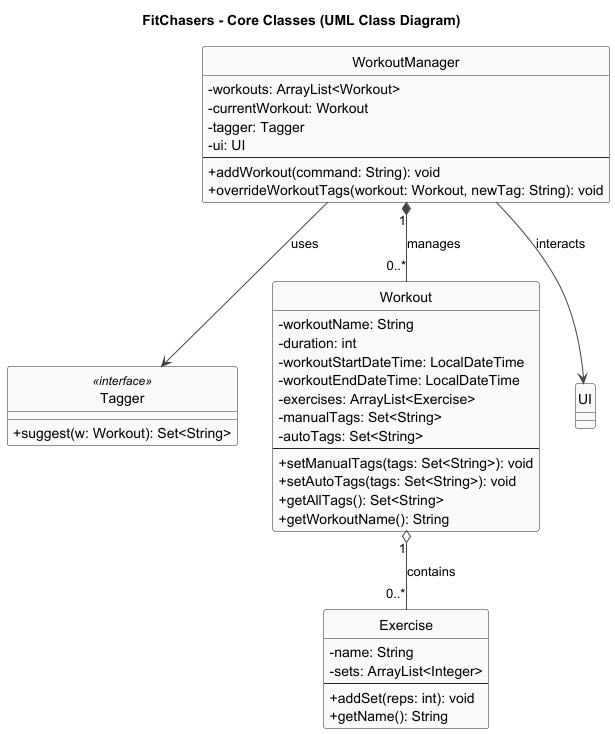 FitChasers - Core Classes (UML Class Diagram)
WorkoutManager
-workouts: ArrayList<Workout>
-currentWorkout: Workout
-tagger: Tagger
-ui: UI
+addWorkout(command: String): void
+overrideWorkoutTags(workout: Workout, newTag: String): void
1
uses
manages
interacts
0..*
Workout
-workoutName: String
-duration: int
-workoutStartDateTime: LocalDateTime
-workoutEndDateTime: LocalDateTime
-exercises: ArrayList<Exercise>
-manualTags: Set<String>
-autoTags: Set<String>
+setManualTags(tags: Set<String>): void
+setAutoTags(tags: Set<String>): void
+getAllTags(): Set<String>
+getWorkoutName(): String
«interface»
Tagger
+suggest(w: Workout): Set<String>
UI
1
contains
0..*
Exercise
-name: String
-sets: ArrayList<Integer>
+addSet(reps: int): void
+getName(): String